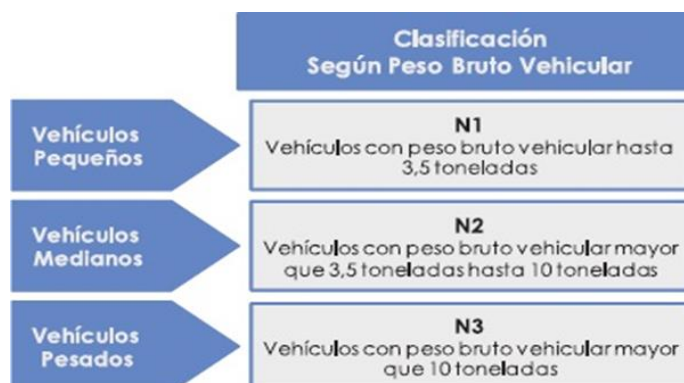 Clasificación
Según Peso Bruto Vehicular
Vehículos
Pequeños
N1
Vehículos con peso bruto vehicular hasta
3,5 toneladas
Vehículos
Medianos
N2
Vehículos con peso bruto vehicular mayor
que 3,5 toneladas hasta 10 toneladas
Vehículos
Pesados
N3
Vehículos con peso bruto vehicular mayor
que 10 toneladas